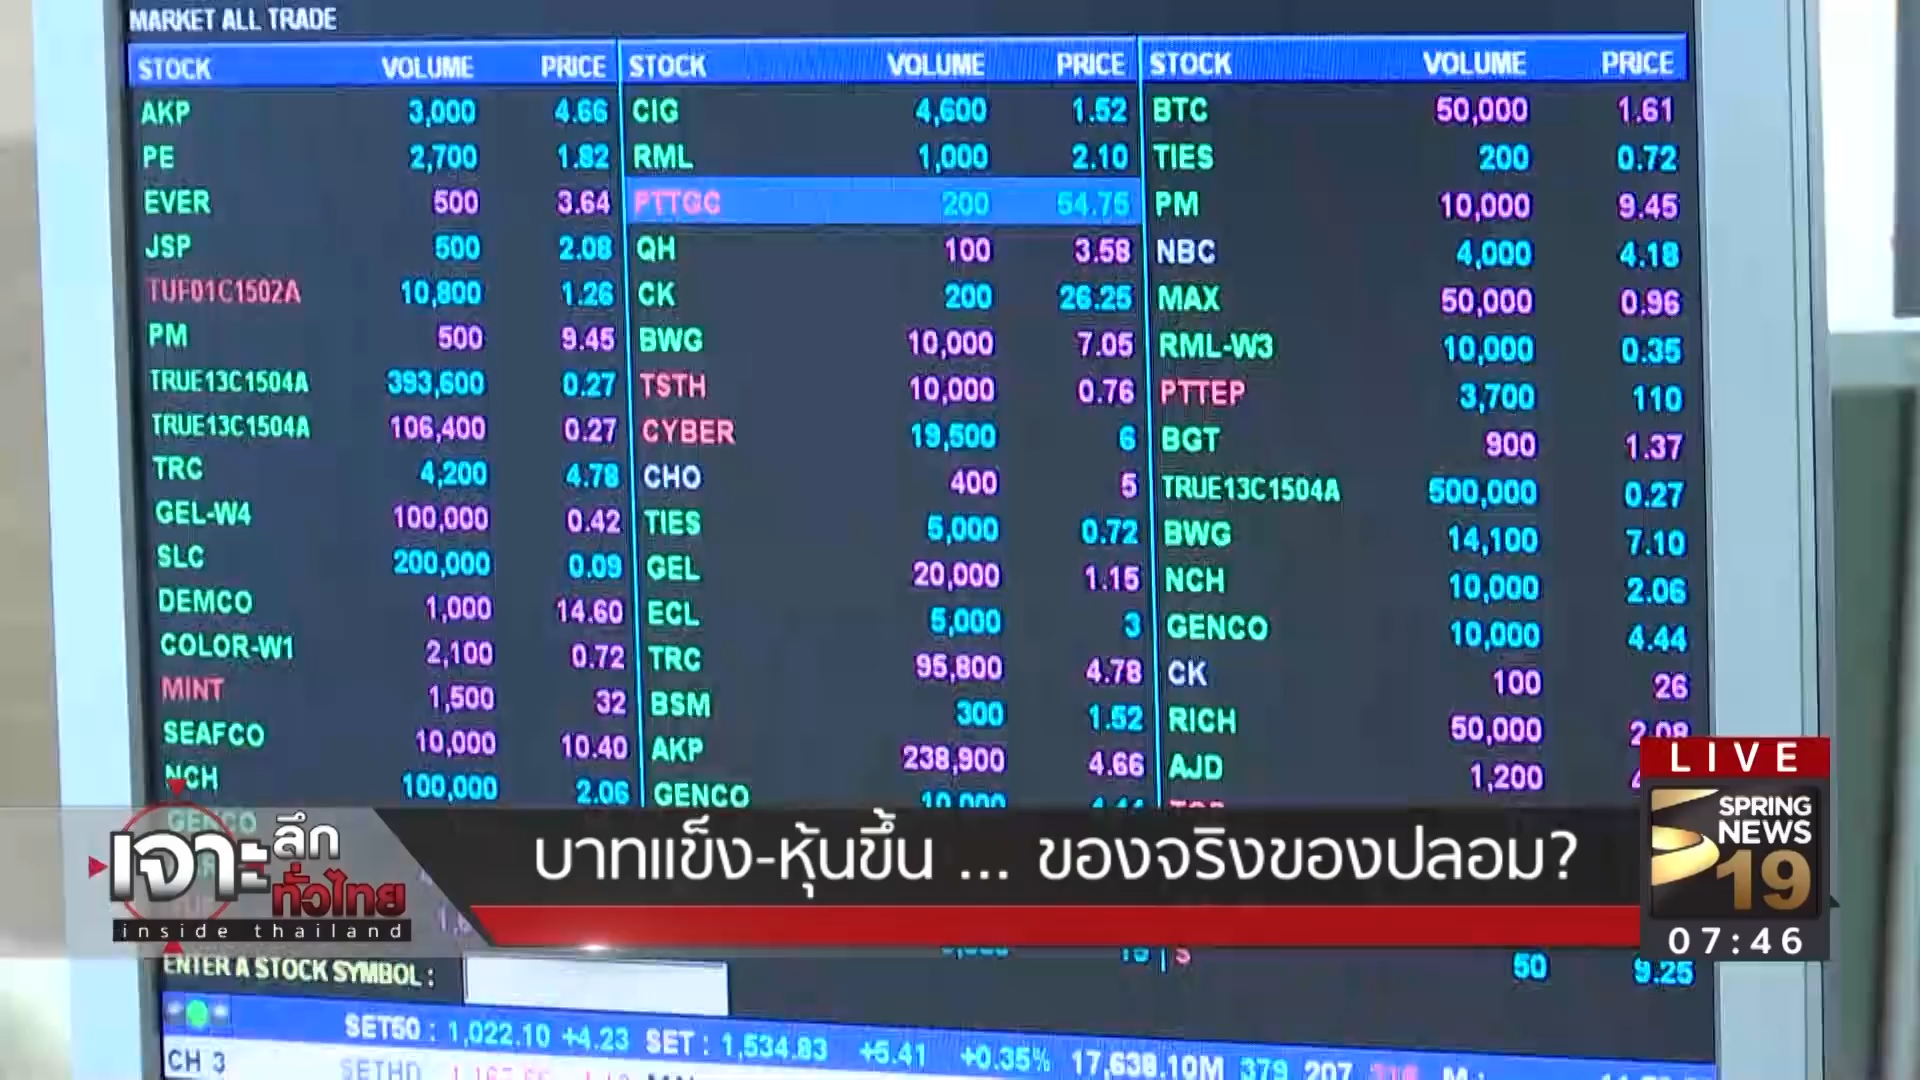 MARKET ALL TRADE
STOCK VOLUME PRICE STOCK VOLUME PRICE STOCK VOLUME PRICE
AKP 3,000 4.66 CIG 4,600 1.52 BTC 50,000 1.61
PE 2,700 1.82 RML 1,000 2.10 TIES 200 0.72
EVER 500 3.64 PTTGC 200 54.75 PM 10,000 9.45
JSP 500 2.08 QH 100 3.58 NBC 4,000 4.18
TUF01C1502A 10,800 1.26 CK 200 26.25 MAX 50,000 0.96
PM 500 9.45 BWG 10,000 7.05 RML-W3 10,000 0.35
TRUE13C1504A 393,600 0.27 TSTH 10,000 0.76 PTTEP 3,700 110
TRUE13C1504A 106,400 0.27 CYBER 19,500 6 BGT 900 1.37
TRC 4,200 4.78 CHO 400 5 TRUE13C1504A 500,000 0.27
GEL-W4 100,000 0.42 TIES 5,000 0.72 BWG 14,100 7.10
SLC 200,000 0.09 GEL 20,000 1.15 NCH 10,000 2.06
DEMCO 1,000 14.60 ECL 5,000 3 GENCO 10,000 4.44
COLOR-W1 2,100 0.72 TRC 95,800 4.78 CK 100 26
MINT 1,500 32 BSM 300 1.52 RICH 50,000 2.08
SEAFCO 10,000 10.40 AKP 238,900 4.66 AJD 1,200
NCH 100,000 2.06 GENCO 10,000 4.44
GENCO
LIVE
SPRING
NEWS
19
07:46
เจาะลึก
ทั่วไทย
inside thailand
บาทแข็ง-หุ้นขึ้น ... ของจริงของปลอม?
50 9.25
ENTER A STOCK SYMBOL :
SET50 : 1,022.10 +4.23 SET : 1,534.83 +5.41 +0.35% 17,638.10M 379 207
CH 3 SETHD